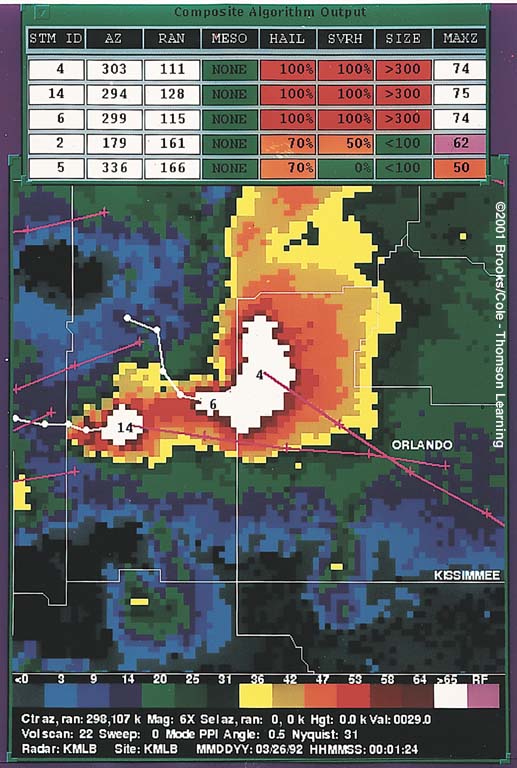 Composite Algorithm Output
STM ID AZ RAN MESO HAIL SVRH SIZE MAXZ
4 303 111 NONE 100% 100% >300 74
14 294 128 NONE 100% 100% >300 75
6 299 115 NONE 100% 100% >300 74
2 179 161 NONE 70% 50% <100 62
5 336 166 NONE 70% 0% <100 50
©2001 Brooks/Cole - Thomson Learning
4
6
14
ORLANDO
KISSIMMEE
<0 3 9 14 20 25 31 36 42 47 53 58 64 >65 RF
Ctr az, ran: 298,107 k Mag: 6X Sel az, ran: 0, 0 k Hgt: 0.0 k Val: 0029.0
Vol scan: 22 Sweep: 0 Mode PPI Angle: 0.5 Nyquist: 31
Radar: KMLB Site: KMLB MMDDYY: 03/26/92 HHMMSS: 00:01:24